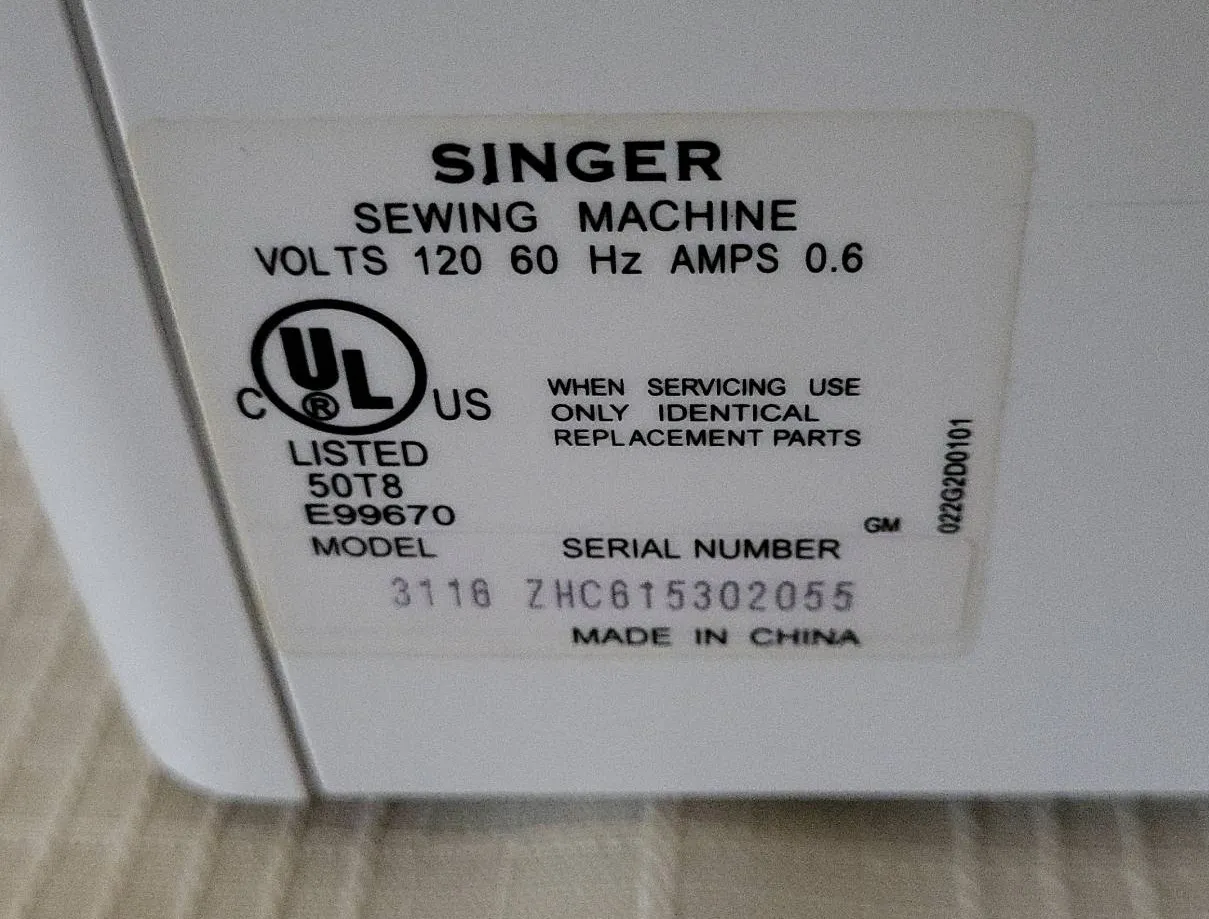 SINGER
SEWING MACHINE
VOLTS 120 60 Hz AMPS 0.6
C UL ® US
LISTED
50T8
E99670
WHEN SERVICING USE
ONLY IDENTICAL
REPLACEMENT PARTS
022G2D0101
GM
MODEL SERIAL NUMBER
3116 ZHC615302055
MADE IN CHINA